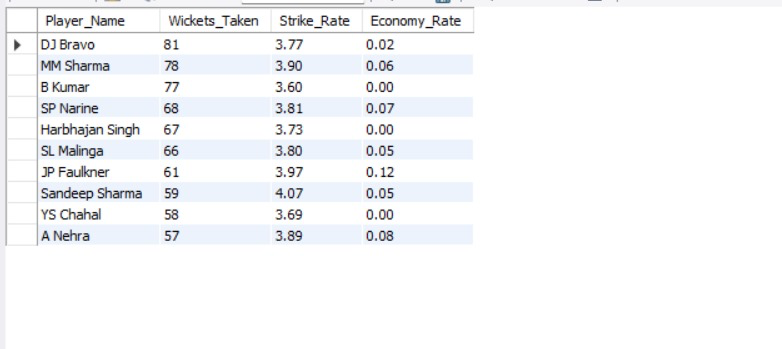 Player_Name Wickets_Taken Strike_Rate Economy_Rate
DJ Bravo 81 3.77 0.02
MM Sharma 78 3.90 0.06
B Kumar 77 3.60 0.00
SP Narine 68 3.81 0.07
Harbhajan Singh 67 3.73 0.00
SL Malinga 66 3.80 0.05
JP Faulkner 61 3.97 0.12
Sandeep Sharma 59 4.07 0.05
YS Chahal 58 3.69 0.00
A Nehra 57 3.89 0.08